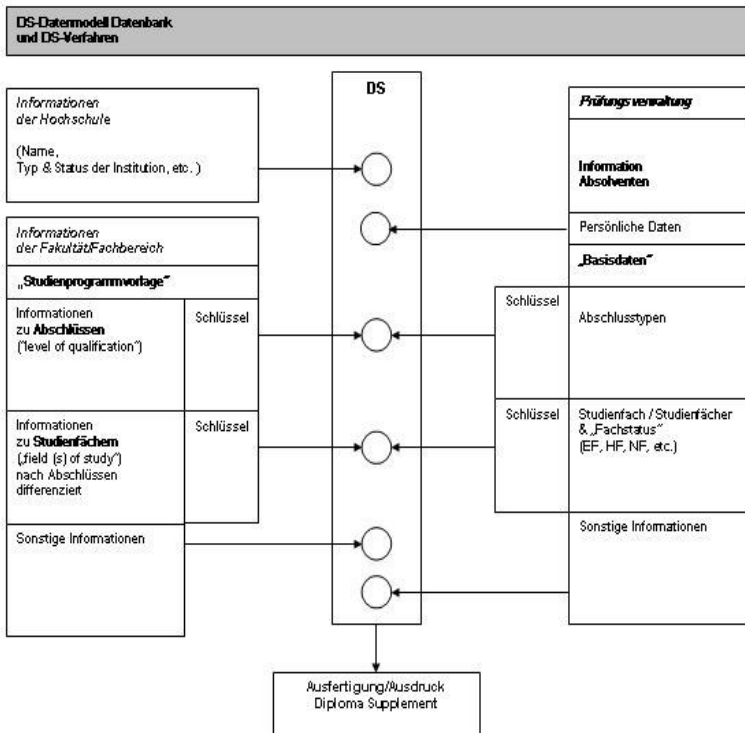 DS-Datenmodell Datenbank
und DS-Verfahren
Informationen
der Hochschule
(Name,
Typ & Status der Institution, etc. )
Informationen
der Fakultät/Fachbereich
„Studienprogrammvorlage"
Informationen
zu Abschlüssen
("level of qualification")
Schlüssel
Informationen
zu Studienfächern
(„field (s) of study")
nach Abschlüssen
differenziert
Schlüssel
Sonstige Informationen
DS
Prüfungsverwaltung
Information
Absolventen
Persönliche Daten
„Basisdaten"
Schlüssel
Abschlusstypen
Schlüssel
Studienfach / Studienfächer
& „Fachstatus"
(EF, HF, NF, etc.)
Sonstige Informationen
Ausfertigung/Ausdruck
Diploma Supplement